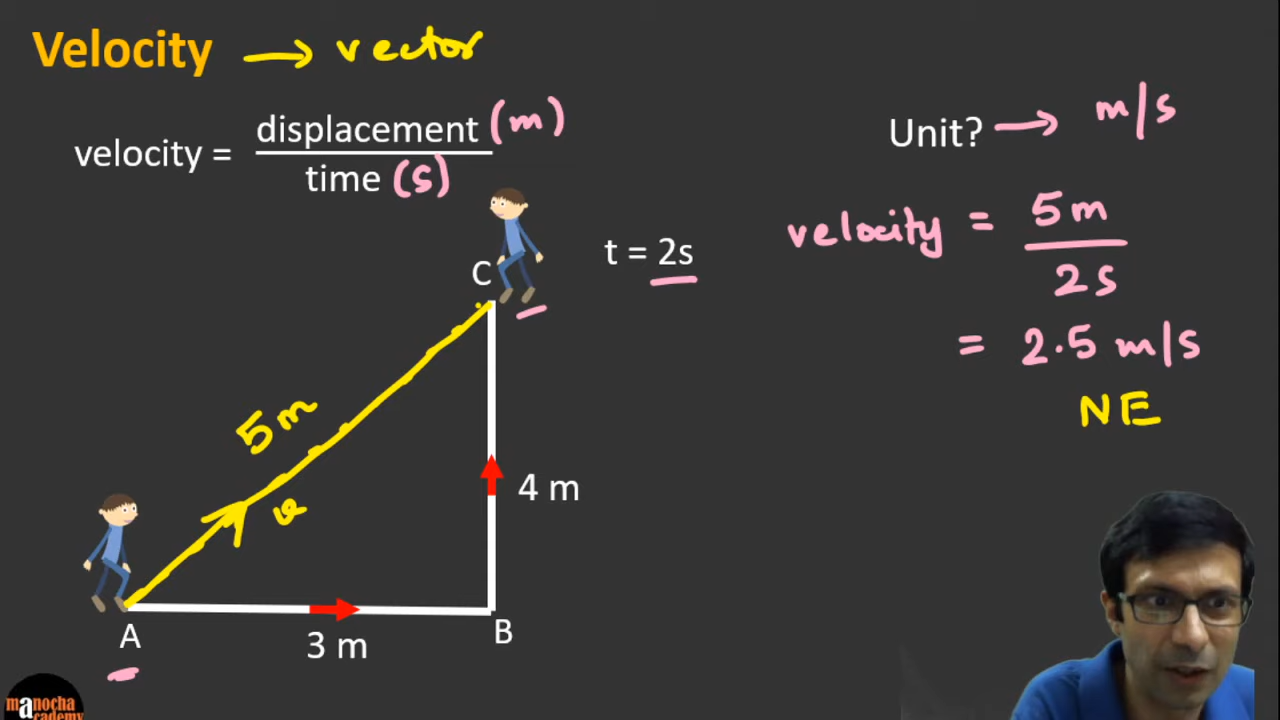 Velocity → vector
velocity = displacement (m)
time (s)
Unit? → m/s
t = 2s
velocity = 5m
2s
= 2.5 m/s
NE
C
5m
v
4 m
A
B
3 m
manocha
academy